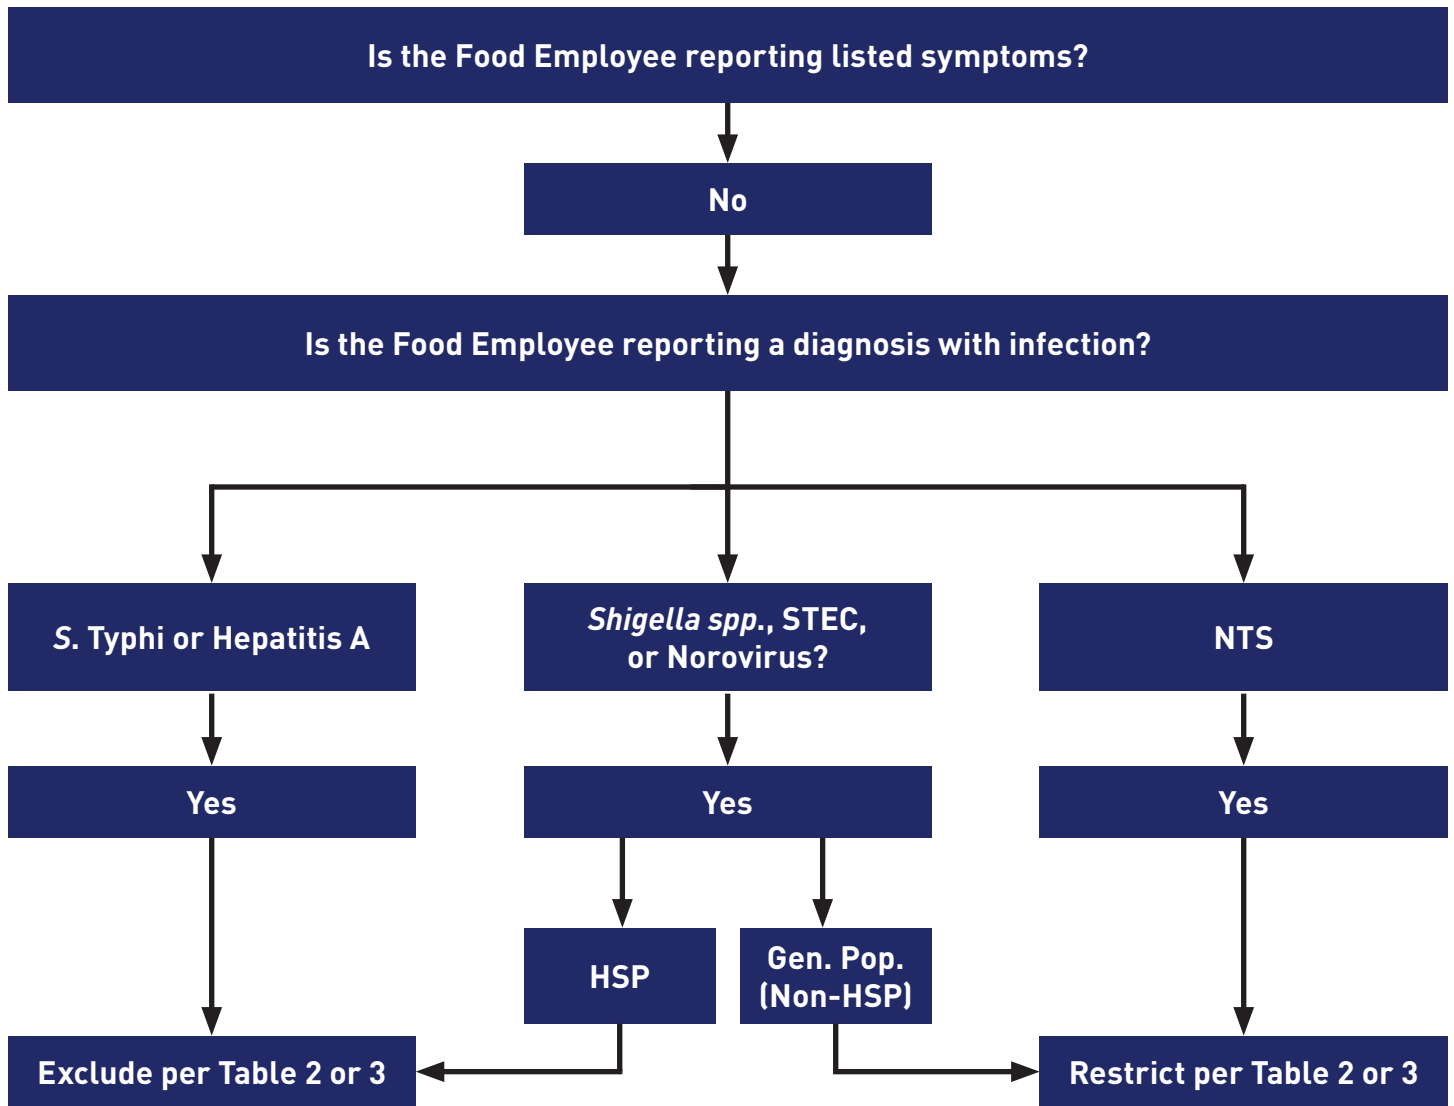 Is the Food Employee reporting listed symptoms?
No
Is the Food Employee reporting a diagnosis with infection?
S. Typhi or Hepatitis A
Shigella spp., STEC,
or Norovirus?
NTS
Yes
Yes
Yes
HSP
Gen. Pop.
(Non-HSP)
Exclude per Table 2 or 3
Restrict per Table 2 or 3